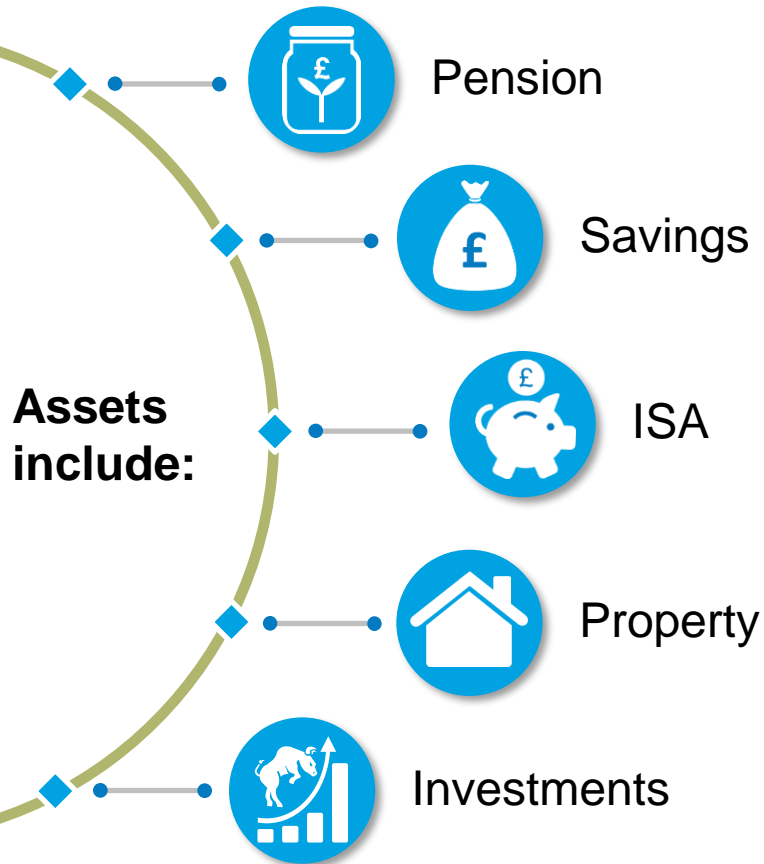 £
Pension
£
Savings
Assets
include:
£
ISA
Property
Investments